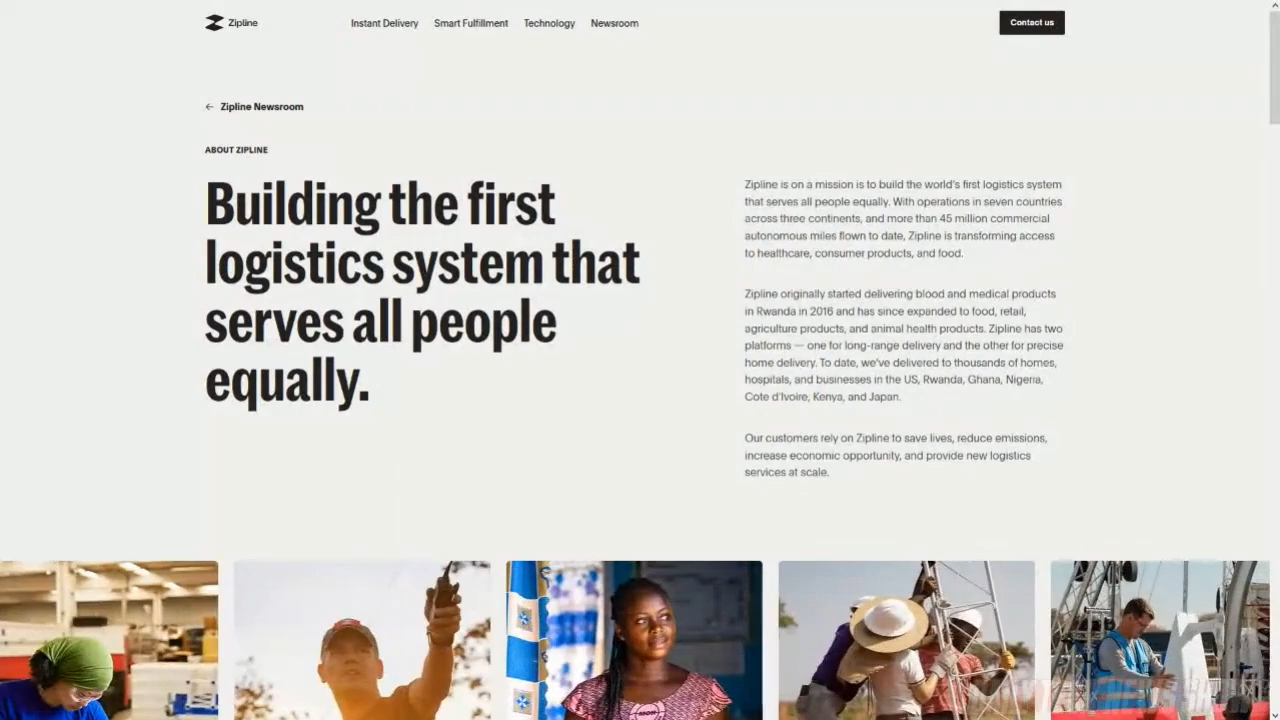 Zipline
Instant Delivery
Smart Fulfillment
Technology
Newsroom
Contact us
← Zipline Newsroom
ABOUT ZIPLINE
Building the first
logistics system that
serves all people
equally.
Zipline is on a mission is to build the world's first logistics system
that serves all people equally. With operations in seven countries
across three continents, and more than 45 million commercial
autonomous miles flown to date, Zipline is transforming access
to healthcare, consumer products, and food.
Zipline originally started delivering blood and medical products
in Rwanda in 2016 and has since expanded to food, retail,
agriculture products, and animal health products. Zipline has two
platforms — one for long-range delivery and the other for precise
home delivery. To date, we've delivered to thousands of homes,
hospitals, and businesses in the US, Rwanda, Ghana, Nigeria,
Cote d'Ivoire, Kenya, and Japan.
Our customers rely on Zipline to save lives, reduce emissions,
increase economic opportunity, and provide new logistics
services at scale.